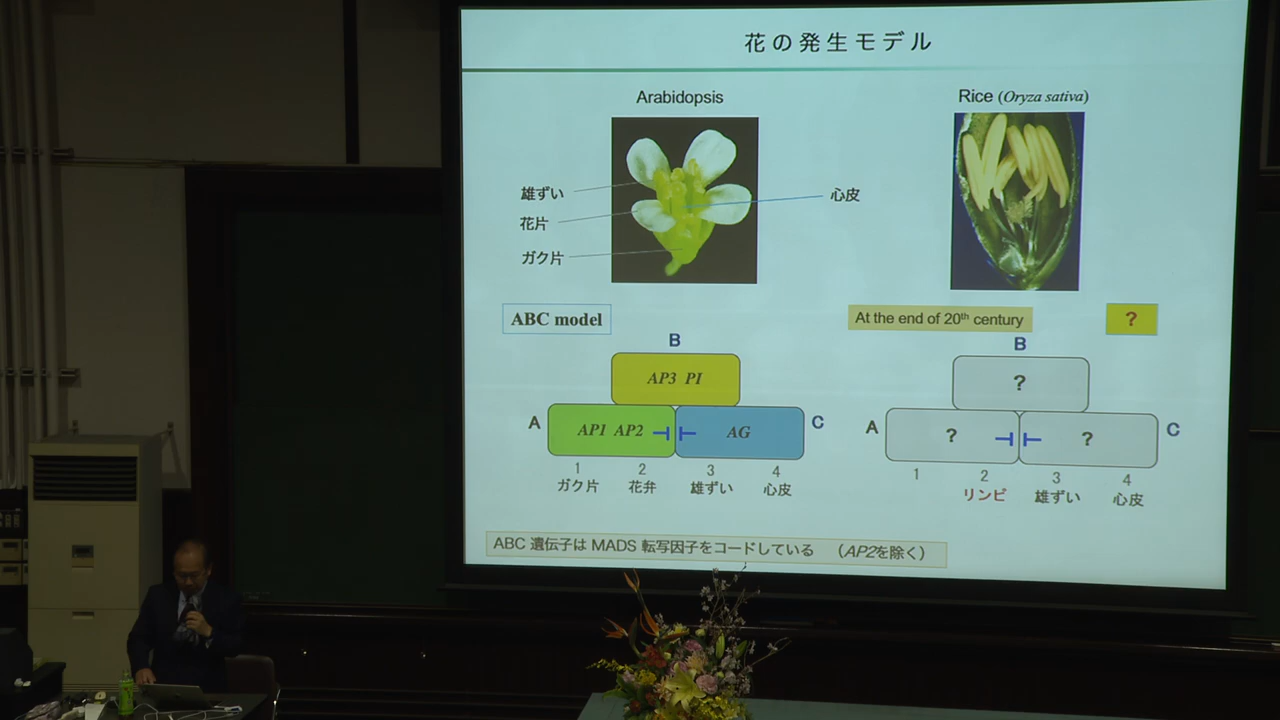 花の発生モデル
Arabidopsis
Rice (Oryza sativa)
雄ずい
花片
ガク片
心皮
ABC model
At the end of 20th century
?
B
AP3 PI
A
AP1 AP2
AG
C
1
2
3
4
ガク片
花弁
雄ずい
心皮
B
?
A
?
?
C
1
2
3
4
リンピ
雄ずい
心皮
ABC 遺伝子は MADS 転写因子をコードしている （AP2を除く）